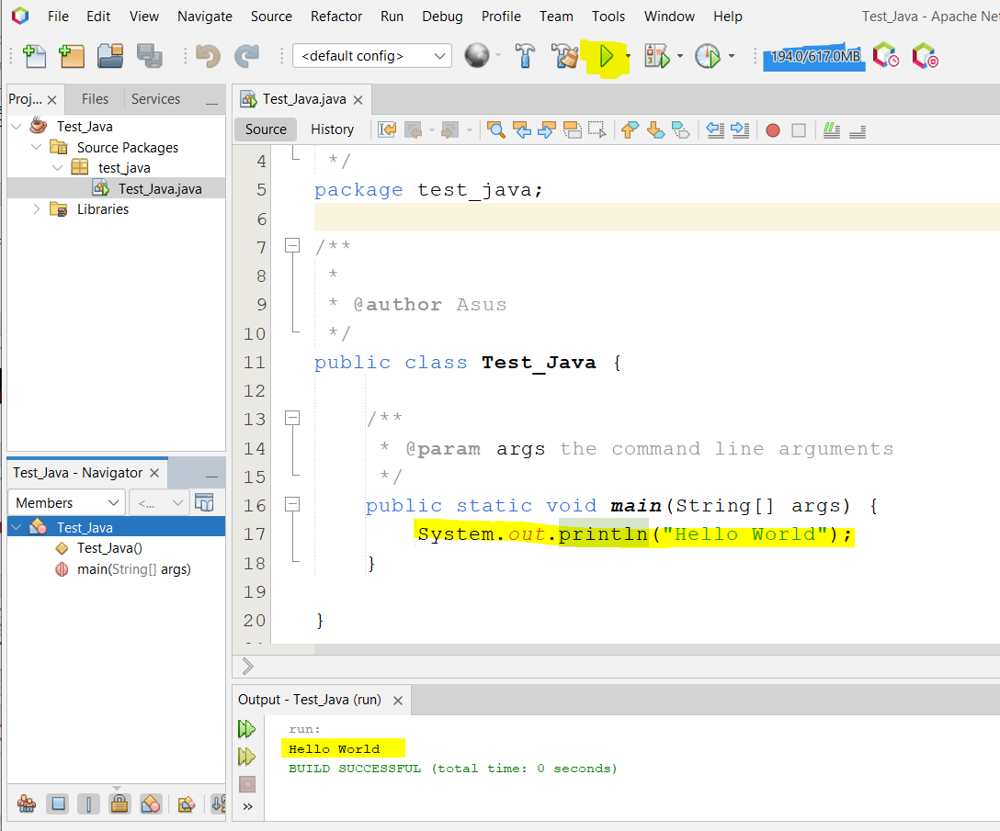 File Edit View Navigate Source Refactor Run Debug Profile Team Tools Window Help Test_Java - Apache Net
<default config> 194.0/617.0MB
Proj... Files Services
Test_Java
Source Packages
test_java
Test_Java.java
Libraries
Test_Java - Navigator
Members <...
Test_Java
Test_Java()
main(String[] args)
Test_Java.java
Source History
4 */
5 package test_java;
6
7 /**
8 *
9 * @author Asus
10 */
11 public class Test_Java {
12
13 /**
14 * @param args the command line arguments
15 */
16 public static void main(String[] args) {
17 System.out.println("Hello World");
18 }
19
20 }
Output - Test_Java (run)
run:
Hello World
BUILD SUCCESSFUL (total time: 0 seconds)